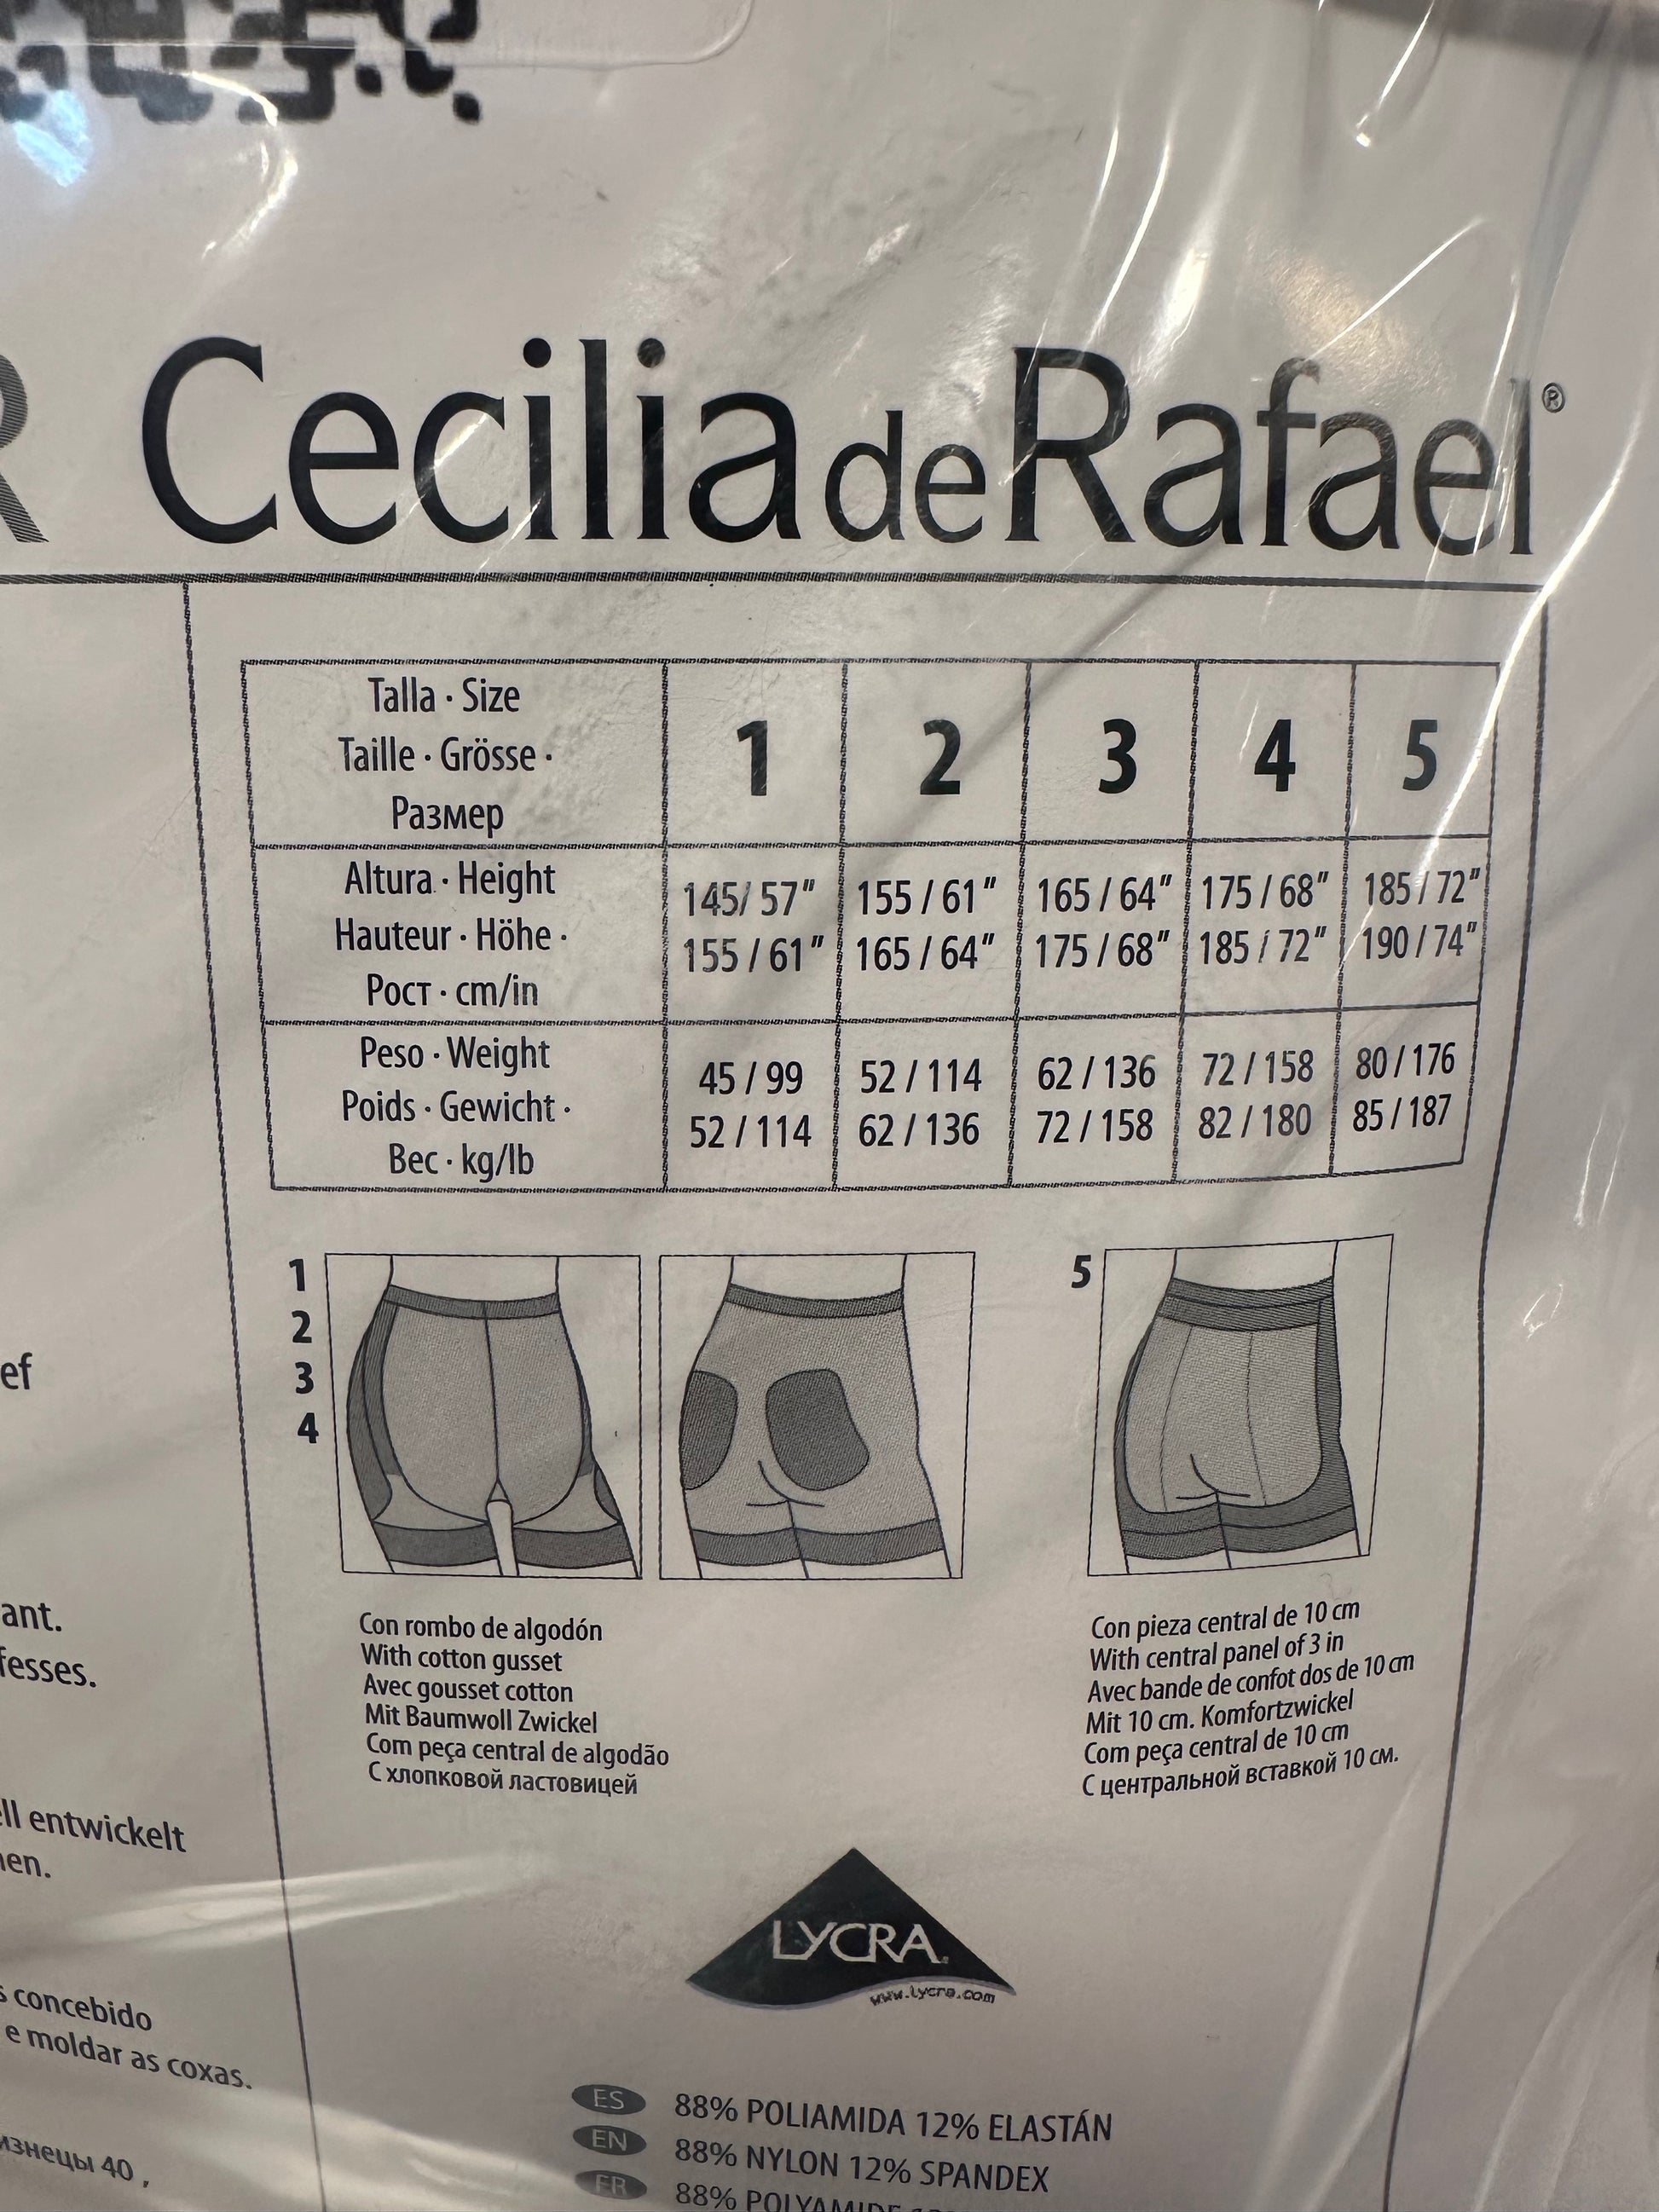 R Cecilia de Rafael®
Talla · Size
Taille · Grösse ·
Размер
1 2 3 4 5
Altura · Height
Hauteur · Höhe ·
Рост · cm/in
145/ 57" 155 / 61" 165 / 64" 175 / 68" 185 / 72"
155 / 61" 165 / 64" 175 / 68" 185 / 72" 190 / 74"
Peso · Weight
Poids · Gewicht ·
Вес · kg/lb
45 / 99 52 / 114 62 / 136 72 / 158 80 / 176
52 / 114 62 / 136 72 / 158 82 / 180 85 / 187
1
2
3
4
5
Con rombo de algodón
With cotton gusset
Avec gousset cotton
Mit Baumwoll Zwickel
Com peça central de algodão
С хлопковой ластовицей
Con pieza central de 10 cm
With central panel of 3 in
Avec bande de confot dos de 10 cm
Mit 10 cm. Komfortzwickel
Com peça central de 10 cm
С центральной вставкой 10 см.
LYCRA
www.lycra.com
ES 88% POLIAMIDA 12% ELASTÁN
EN 88% NYLON 12% SPANDEX
FR 88% POLYAMIDE
ef
ant.
fesses.
ll entwickelt
en.
s concebido
e moldar as coxas.
изнецы 40 ,